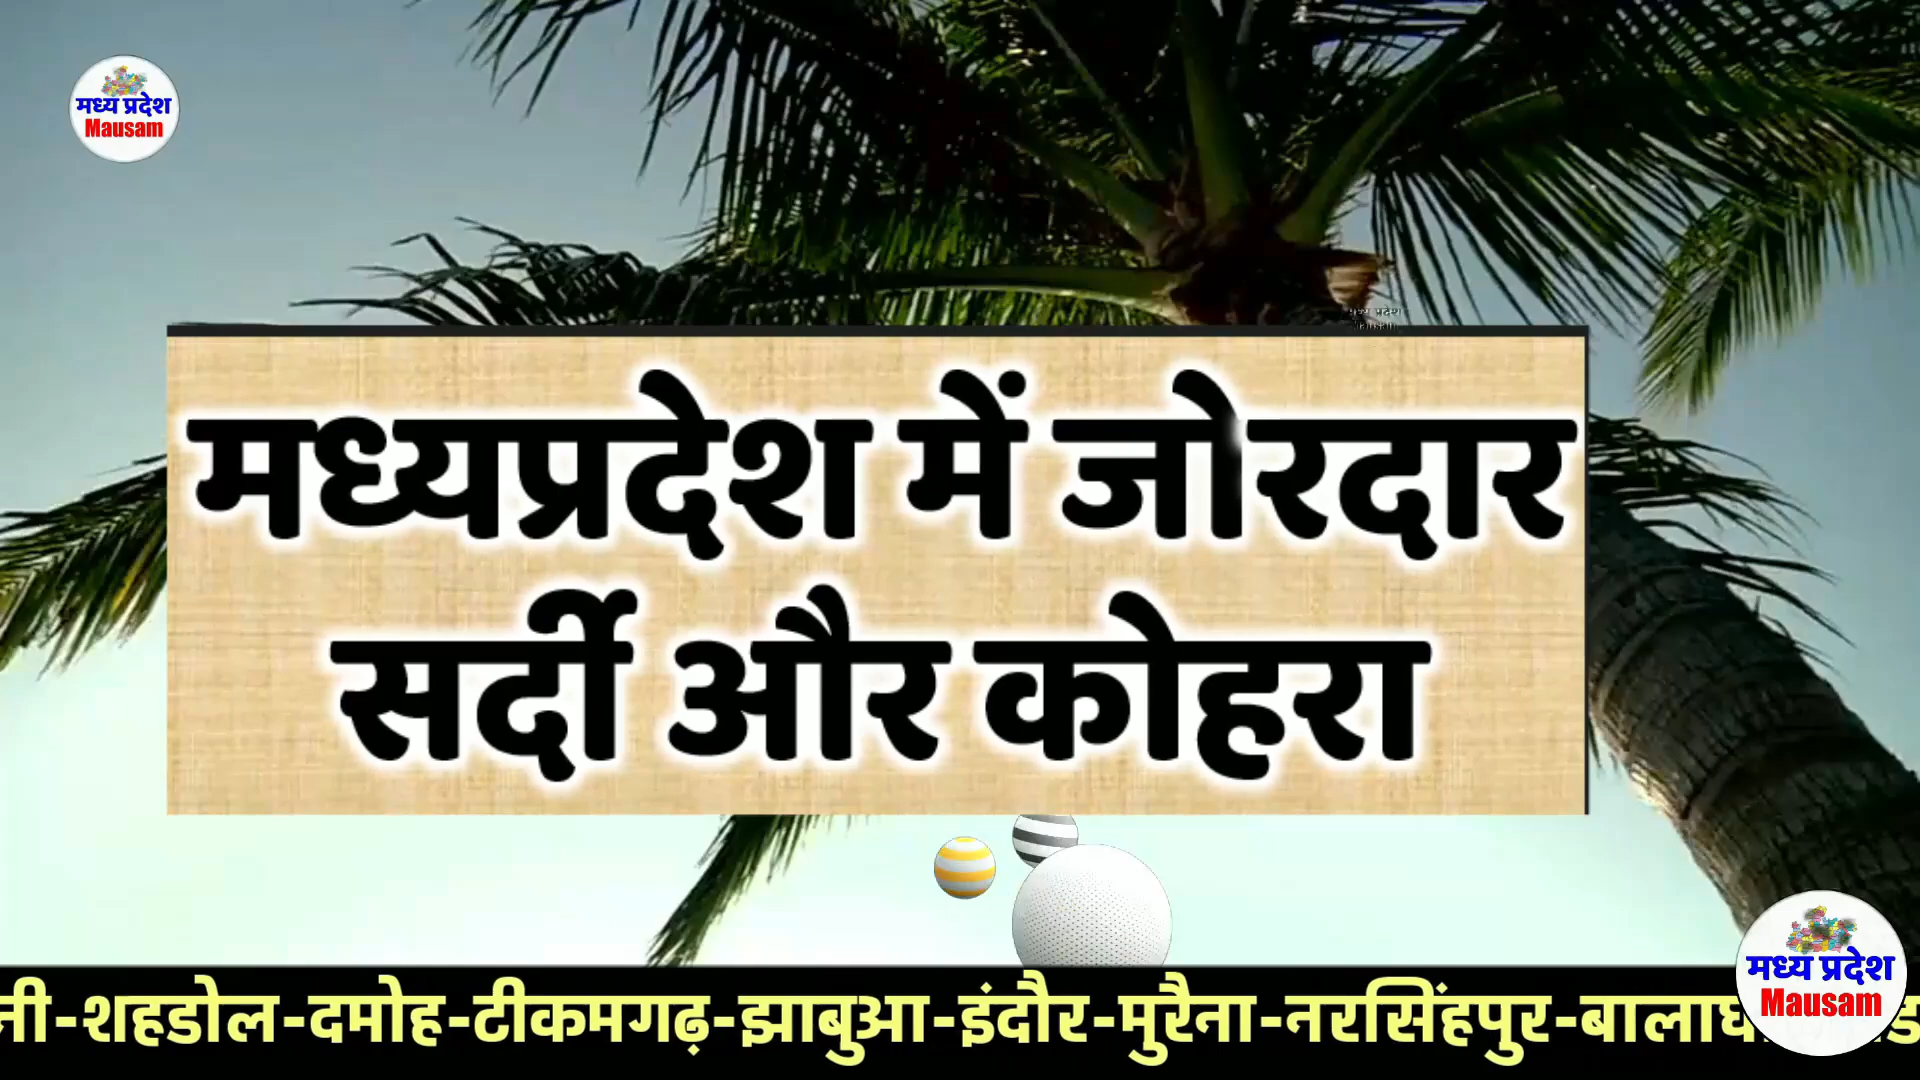 मध्य प्रदेश
Mausam
मध्यप्रदेश में जोरदार
सर्दी और कोहरा
-शहडोल-दमोह-टीकमगढ़-झाबुआ-इंदौर-मुरैना-नरसिंहपुर-
मध्य प्रदेश
Mausam